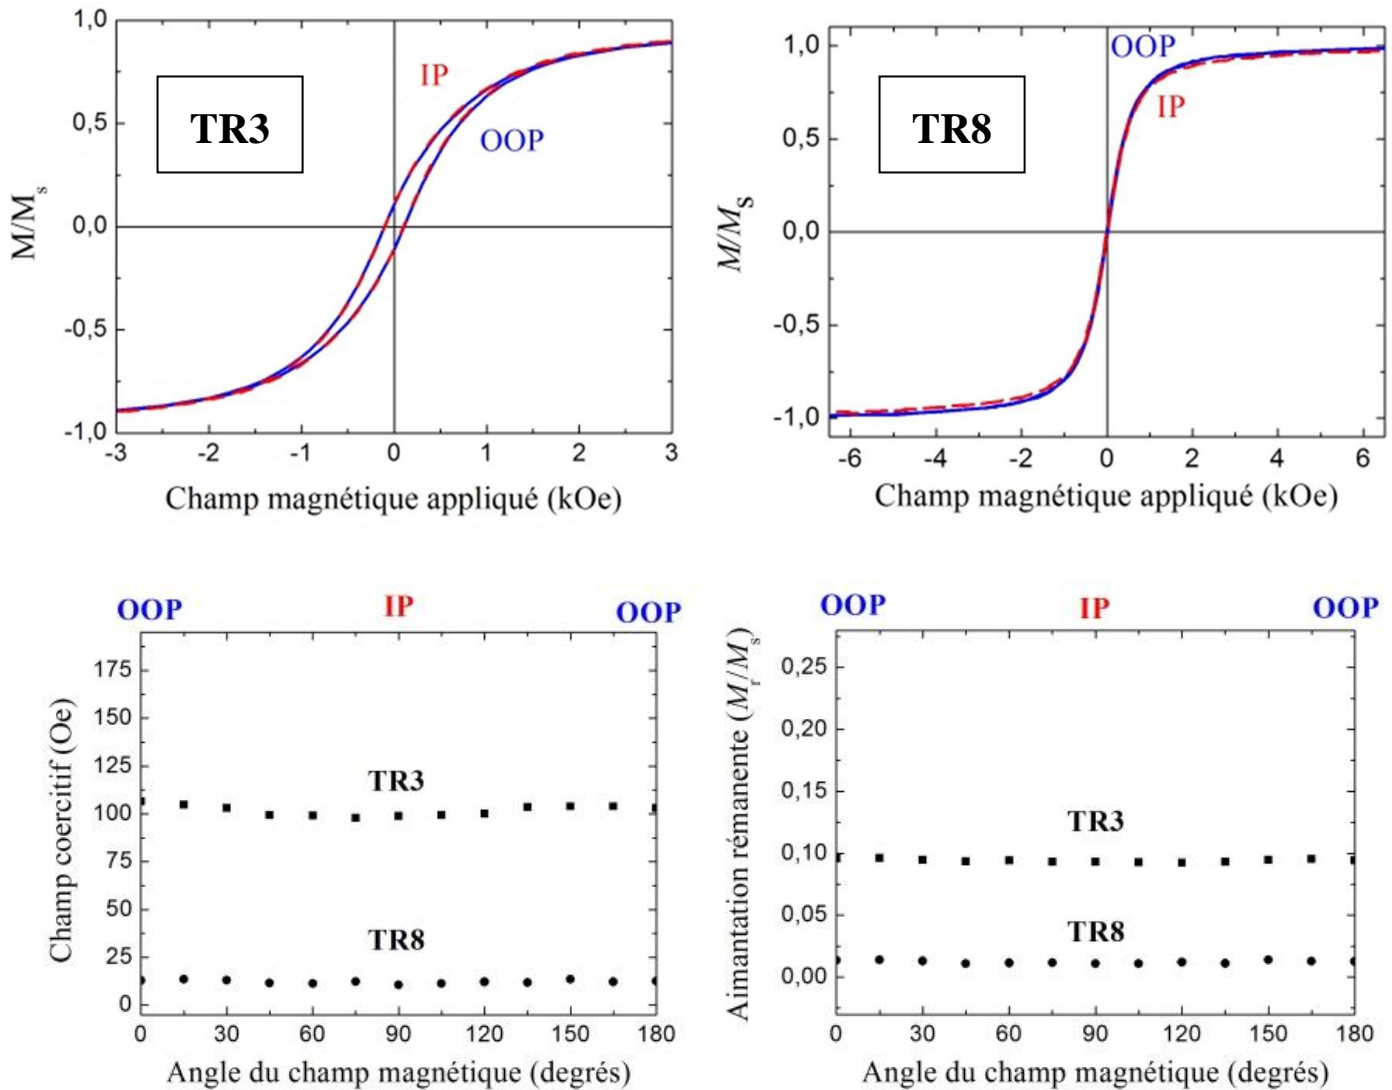 1,0
0,5
0,0
-0,5
-1,0
M/Ms
TR3
IP
OOP
-3 -2 -1 0 1 2 3
Champ magnétique appliqué (kOe)
1,0
0,5
0,0
-0,5
-1,0
M/MS
TR8
OOP
IP
-6 -4 -2 0 2 4 6
Champ magnétique appliqué (kOe)
OOP IP OOP
175
150
125
100
75
50
25
0
Champ coercitif (Oe)
TR3
TR8
0 30 60 90 120 150 180
Angle du champ magnétique (degrés)
OOP IP OOP
0,25
0,20
0,15
0,10
0,05
0,00
Aimantation rémanente (Mr/Ms)
TR3
TR8
0 30 60 90 120 150 180
Angle du champ magnétique (degrés)